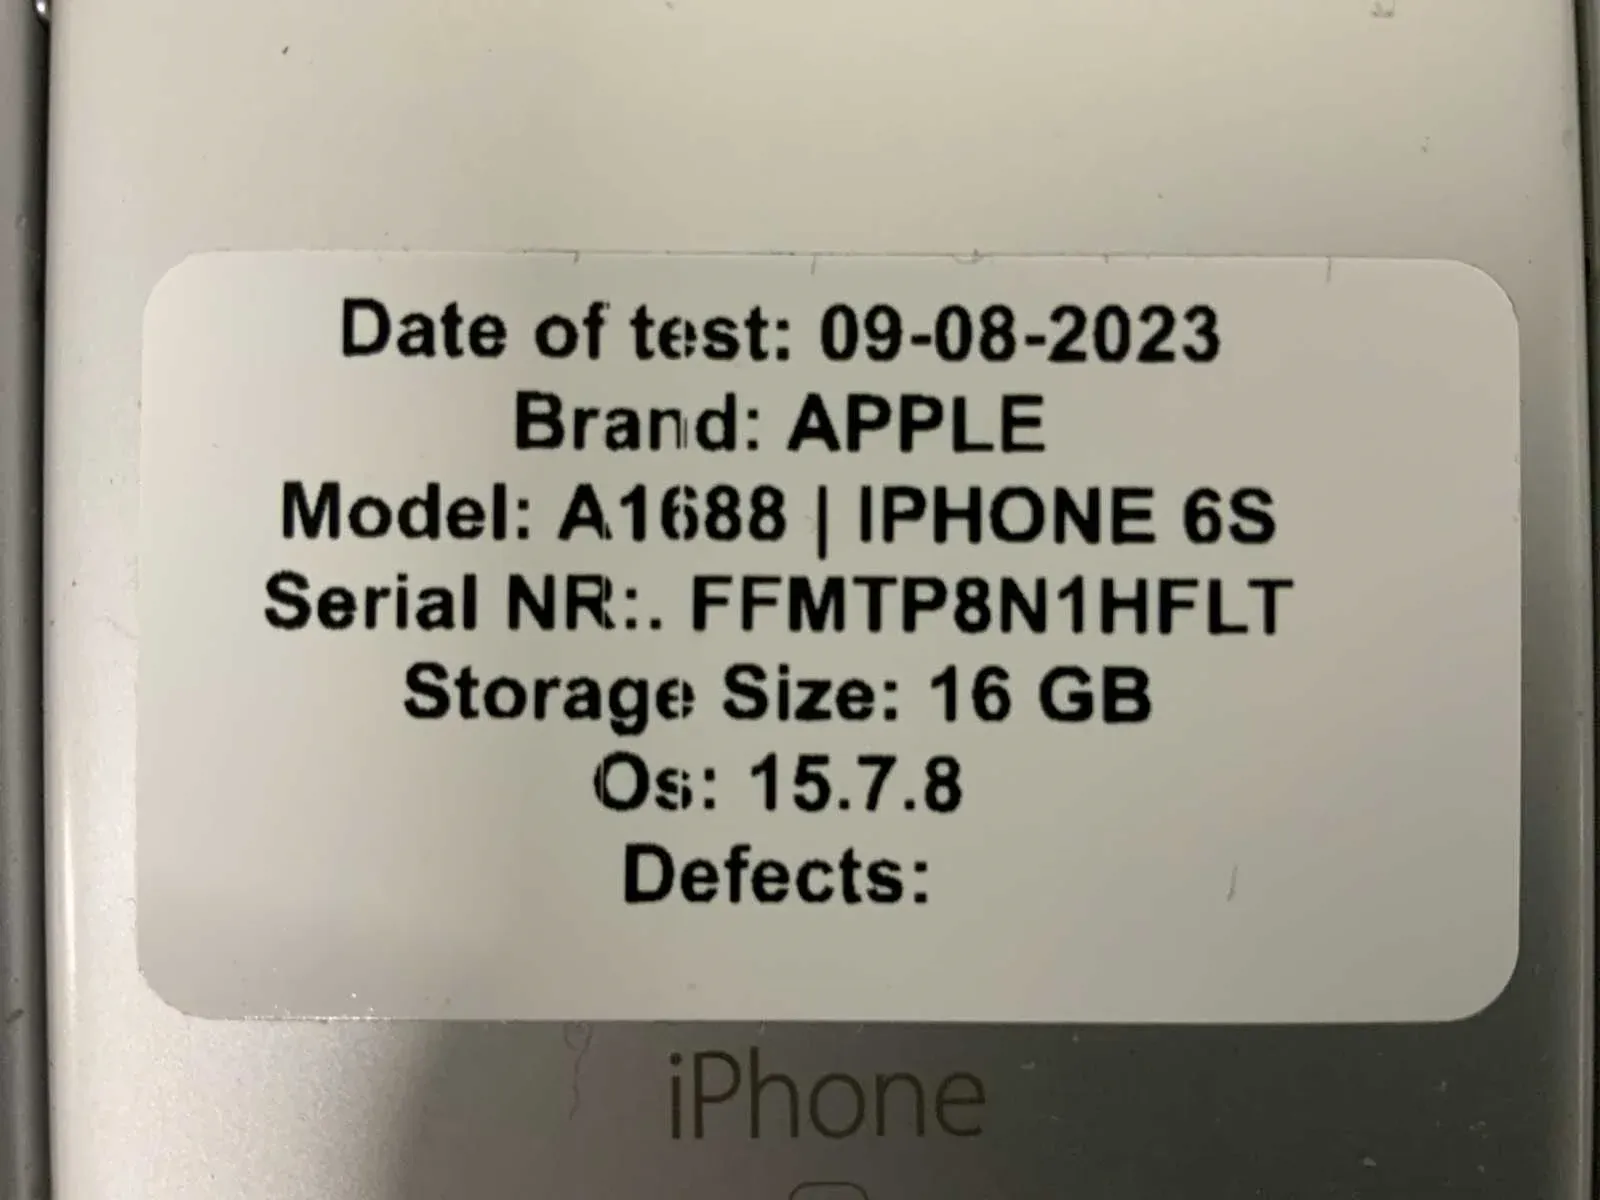 Date of test: 09-08-2023
Brand: APPLE
Model: A1688 | IPHONE 6S
Serial NR:. FFMTP8N1HFLT
Storage Size: 16 GB
Os: 15.7.8
Defects:
iPhone